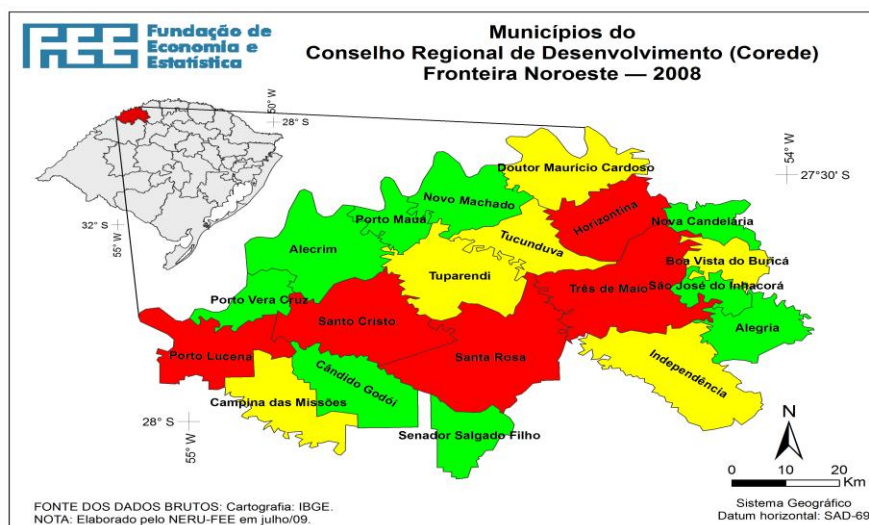 FEE
Fundação de
Economia e
Estatística
Municípios do
Conselho Regional de Desenvolvimento (Corede)
Fronteira Noroeste — 2008
50° W
28° S
32° S
55° W
54° W
27°30' S
Doutor Maurício Cardoso
Novo Machado
Horizontina
Porto Mauá
Nova Candelária
Tucunduva
Alecrim
Boa Vista do Buricá
Tuparendi
Três de Maio
São José do Inhacorá
Porto Vera Cruz
Santo Cristo
Alegria
Porto Lucena
Santa Rosa
Independência
Cândido Godói
Campina das Missões
28° S
55° W
Senador Salgado Filho
N
0 10 20
Km
FONTE DOS DADOS BRUTOS: Cartografia: IBGE.
NOTA: Elaborado pelo NERU-FEE em julho/09.
Sistema Geográfico
Datum horizontal: SAD-69